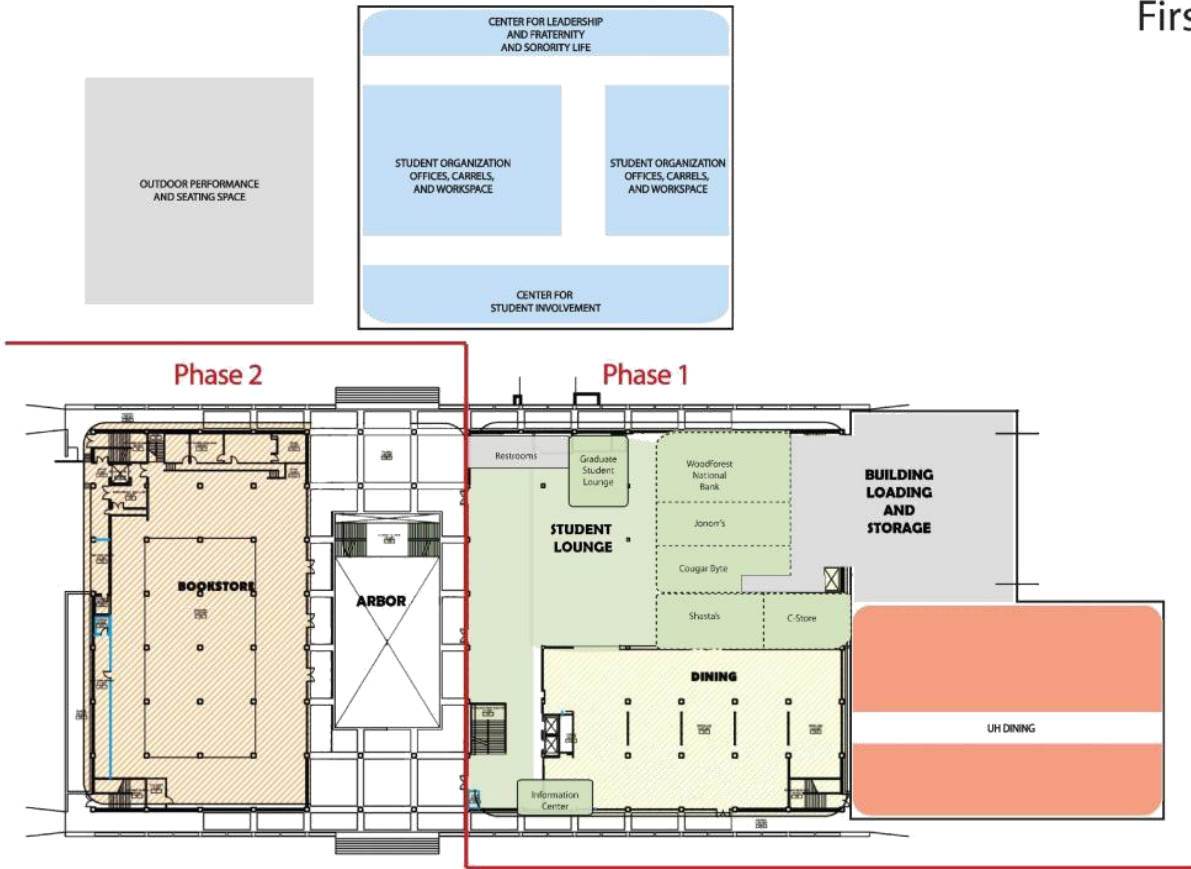 Firs
CENTER FOR LEADERSHIP
AND FRATERNITY
AND SORORITY LIFE
OUTDOOR PERFORMANCE
AND SEATING SPACE
STUDENT ORGANIZATION
OFFICES, CARRELS,
AND WORKSPACE
STUDENT ORGANIZATION
OFFICES, CARRELS,
AND WORKSPACE
CENTER FOR
STUDENT INVOLVEMENT
Phase 2
Phase 1
Restrooms
Graduate
Student
Lounge
Woodforest
National
Bank
BUILDING
LOADING
AND
STORAGE
STUDENT
LOUNGE
Jonorr's
Cougar Byte
BOOKSTORE
ARBOR
Shasta's
C-Store
DINING
UH DINING
Information
Center